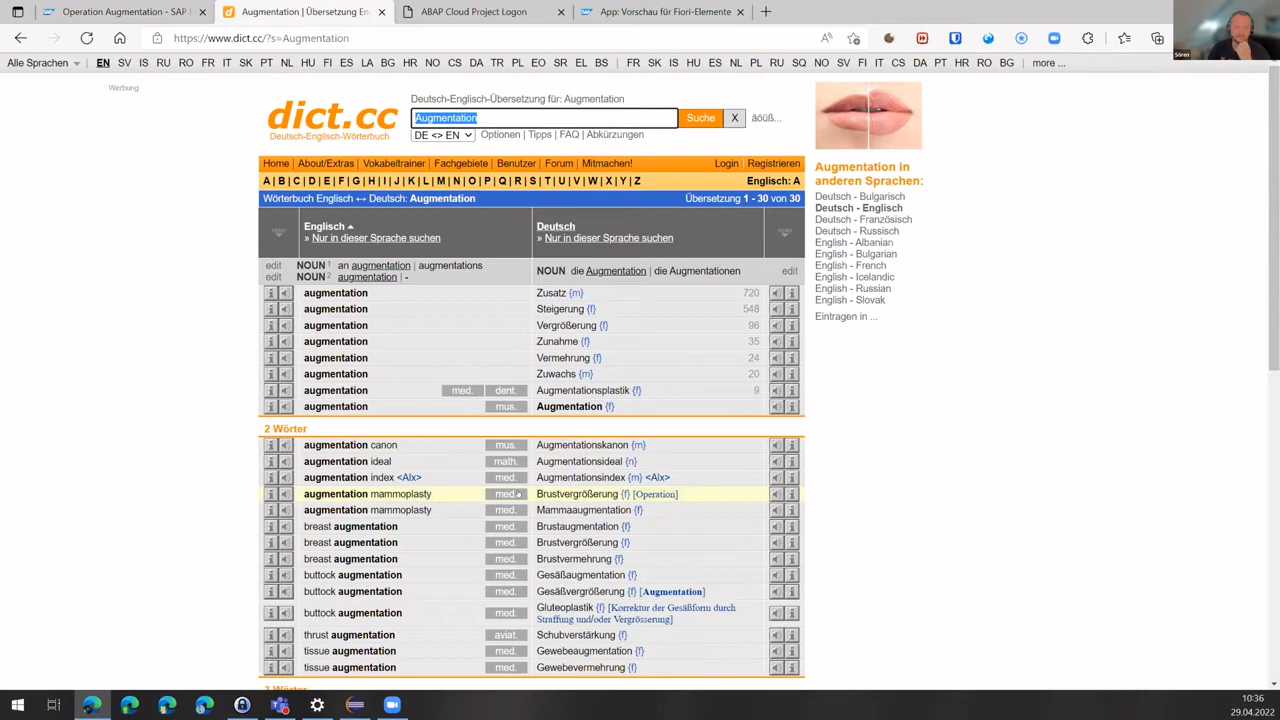 Operation Augmentation - SAP H
Augmentation | Übersetzung En
ABAP Cloud Project Logon
App: Vorschau für Fiori-Elemente
https://www.dict.cc/?s=Augmentation
Sören
Alle Sprachen EN SV IS RU RO FR IT SK PT NL HU FI ES LA BG HR NO CS DA TR PL EO SR EL BS FR SK IS HU ES NL PL RU SQ NO SV FI IT CS DA PT HR RO BG more ...
Werbung
dict.cc
Deutsch-Englisch-Wörterbuch
Deutsch-Englisch-Übersetzung für: Augmentation
Augmentation Suche X äöüß...
DE <> EN Optionen | Tipps | FAQ | Abkürzungen
Home | About/Extras | Vokabeltrainer | Fachgebiete | Benutzer | Forum | Mitmachen! Login | Registrieren
A | B | C | D | E | F | G | H | I | J | K | L | M | N | O | P | Q | R | S | T | U | V | W | X | Y | Z Englisch: A
Wörterbuch Englisch ↔ Deutsch: Augmentation Übersetzung 1 - 30 von 30
Englisch Deutsch
» Nur in dieser Sprache suchen » Nur in dieser Sprache suchen
edit NOUN 1 an augmentation | augmentations NOUN die Augmentation | die Augmentationen edit
edit NOUN 2 augmentation | -
augmentation Zusatz {m} 720
augmentation Steigerung {f} 548
augmentation Vergrößerung {f} 96
augmentation Zunahme {f} 35
augmentation Vermehrung {f} 24
augmentation Zuwachs {m} 20
augmentation med. dent. Augmentationsplastik {f} 9
augmentation mus. Augmentation {f}
2 Wörter
augmentation canon mus. Augmentationskanon {m}
augmentation ideal math. Augmentationsideal {n}
augmentation index <AIx> med. Augmentationsindex {m} <AIx>
augmentation mammoplasty med. Brustvergrößerung {f} [Operation]
augmentation mammoplasty med. Mammaaugmentation {f}
breast augmentation med. Brustaugmentation {f}
breast augmentation med. Brustvergrößerung {f}
breast augmentation med. Brustvermehrung {f}
buttock augmentation med. Gesäßaugmentation {f}
buttock augmentation med. Gesäßvergrößerung {f} [Augmentation]
buttock augmentation med. Gluteoplastik {f} [Korrektur der Gesäßform durch
Straffung und/oder Vergrösserung]
thrust augmentation aviat. Schubverstärkung {f}
tissue augmentation med. Gewebeaugmentation {f}
tissue augmentation med. Gewebevermehrung {f}
Augmentation in
anderen Sprachen:
Deutsch - Bulgarisch
Deutsch - Englisch
Deutsch - Französisch
Deutsch - Russisch
English - Albanian
English - Bulgarian
English - French
English - Icelandic
English - Russian
English - Slovak
Eintragen in ...
10:36
29.04.2022